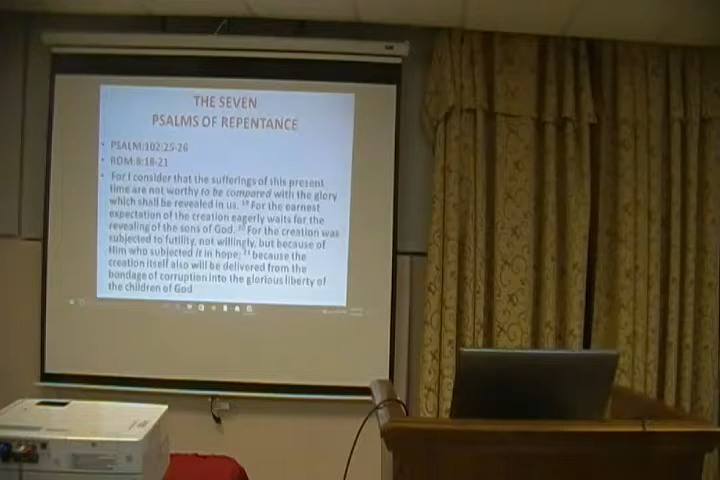 THE SEVEN
PSALMS OF REPENTANCE
• PSALM:102:25-26
• ROM:8:18-21
• For I consider that the sufferings of this present
time are not worthy to be compared with the glory
which shall be revealed in us. 19 For the earnest
expectation of the creation eagerly waits for the
revealing of the sons of God. 20 For the creation was
subjected to futility, not willingly, but because of
Him who subjected it in hope; 21 because the
creation itself also will be delivered from the
bondage of corruption into the glorious liberty of
the children of God